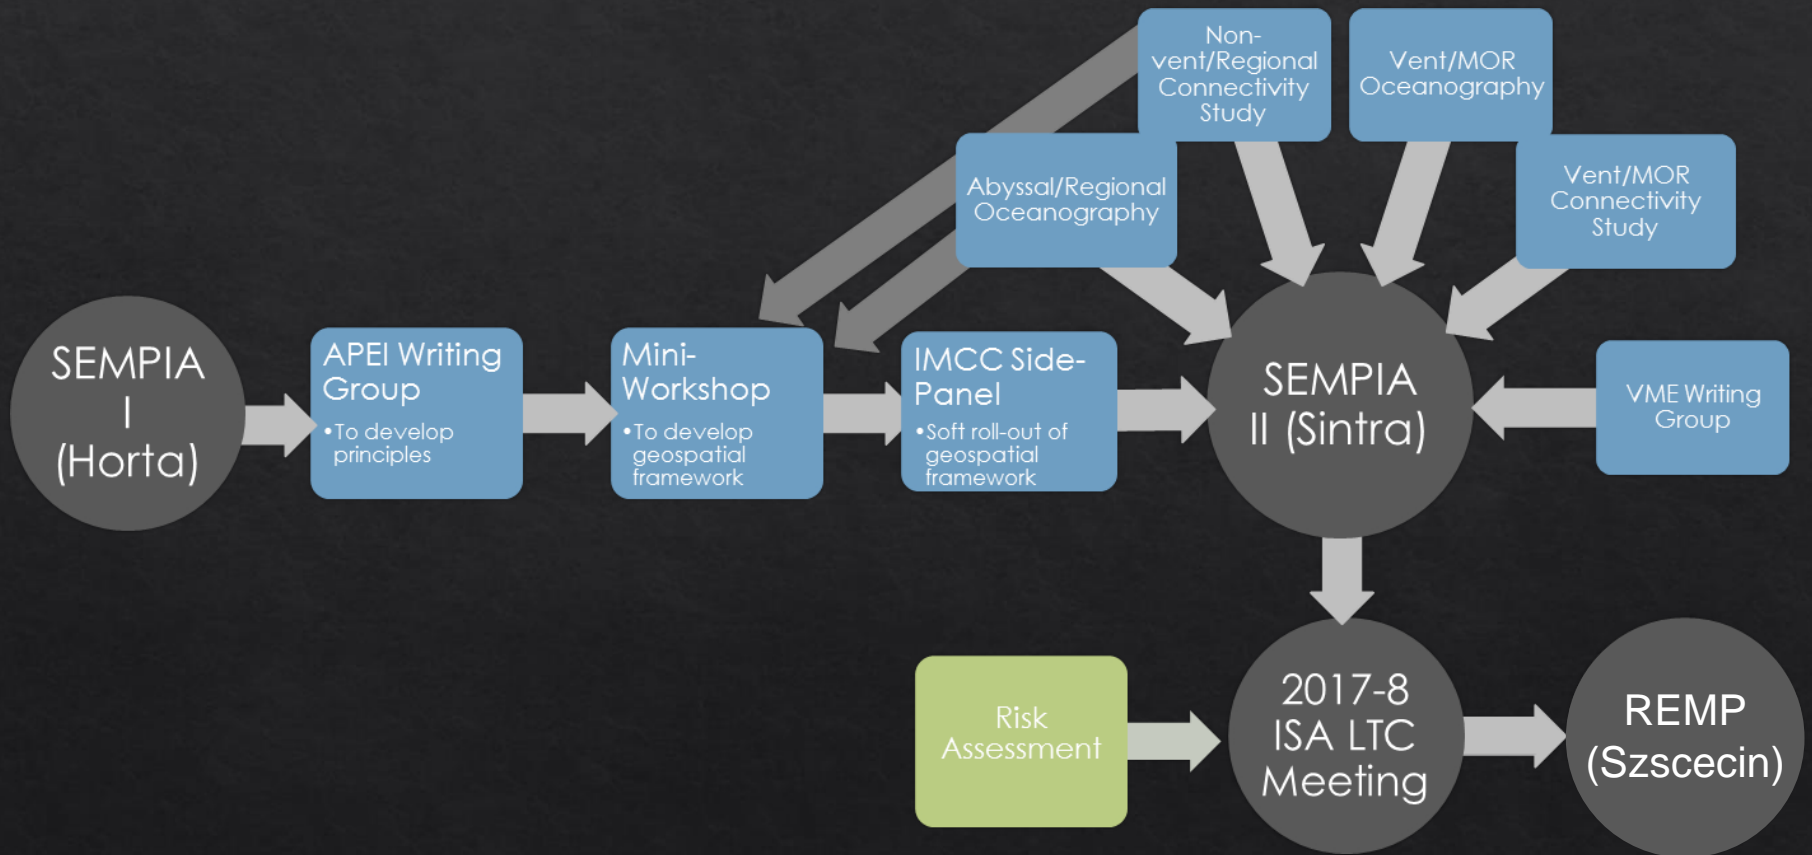 Non-
vent/Regional
Connectivity
Study
Vent/MOR
Oceanography
Abyssal/Regional
Oceanography
Vent/MOR
Connectivity
Study
SEMPIA
I
(Horta)
APEI Writing
Group
•To develop
principles
Mini-
Workshop
•To develop
geospatial
framework
IMCC Side-
Panel
•Soft roll-out of
geospatial
framework
SEMPIA
II (Sintra)
VME Writing
Group
Risk
Assessment
2017-8
ISA LTC
Meeting
REMP
(Szscecin)